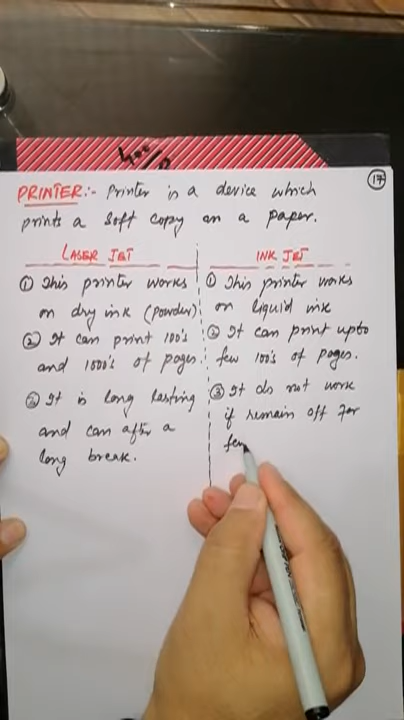 17
PRINTER:- Printer is a device which
prints a soft copy on a paper.
LASER JET
① This printer works
on dry ink (powder)
② It can print 100's
and 1000's of pages.
② It is long lasting
and can after a
long break.
INK JET
① This printer works
on liquid ink
② It can print upto
few 100's of pages.
③ It do not work
if remain off for
few